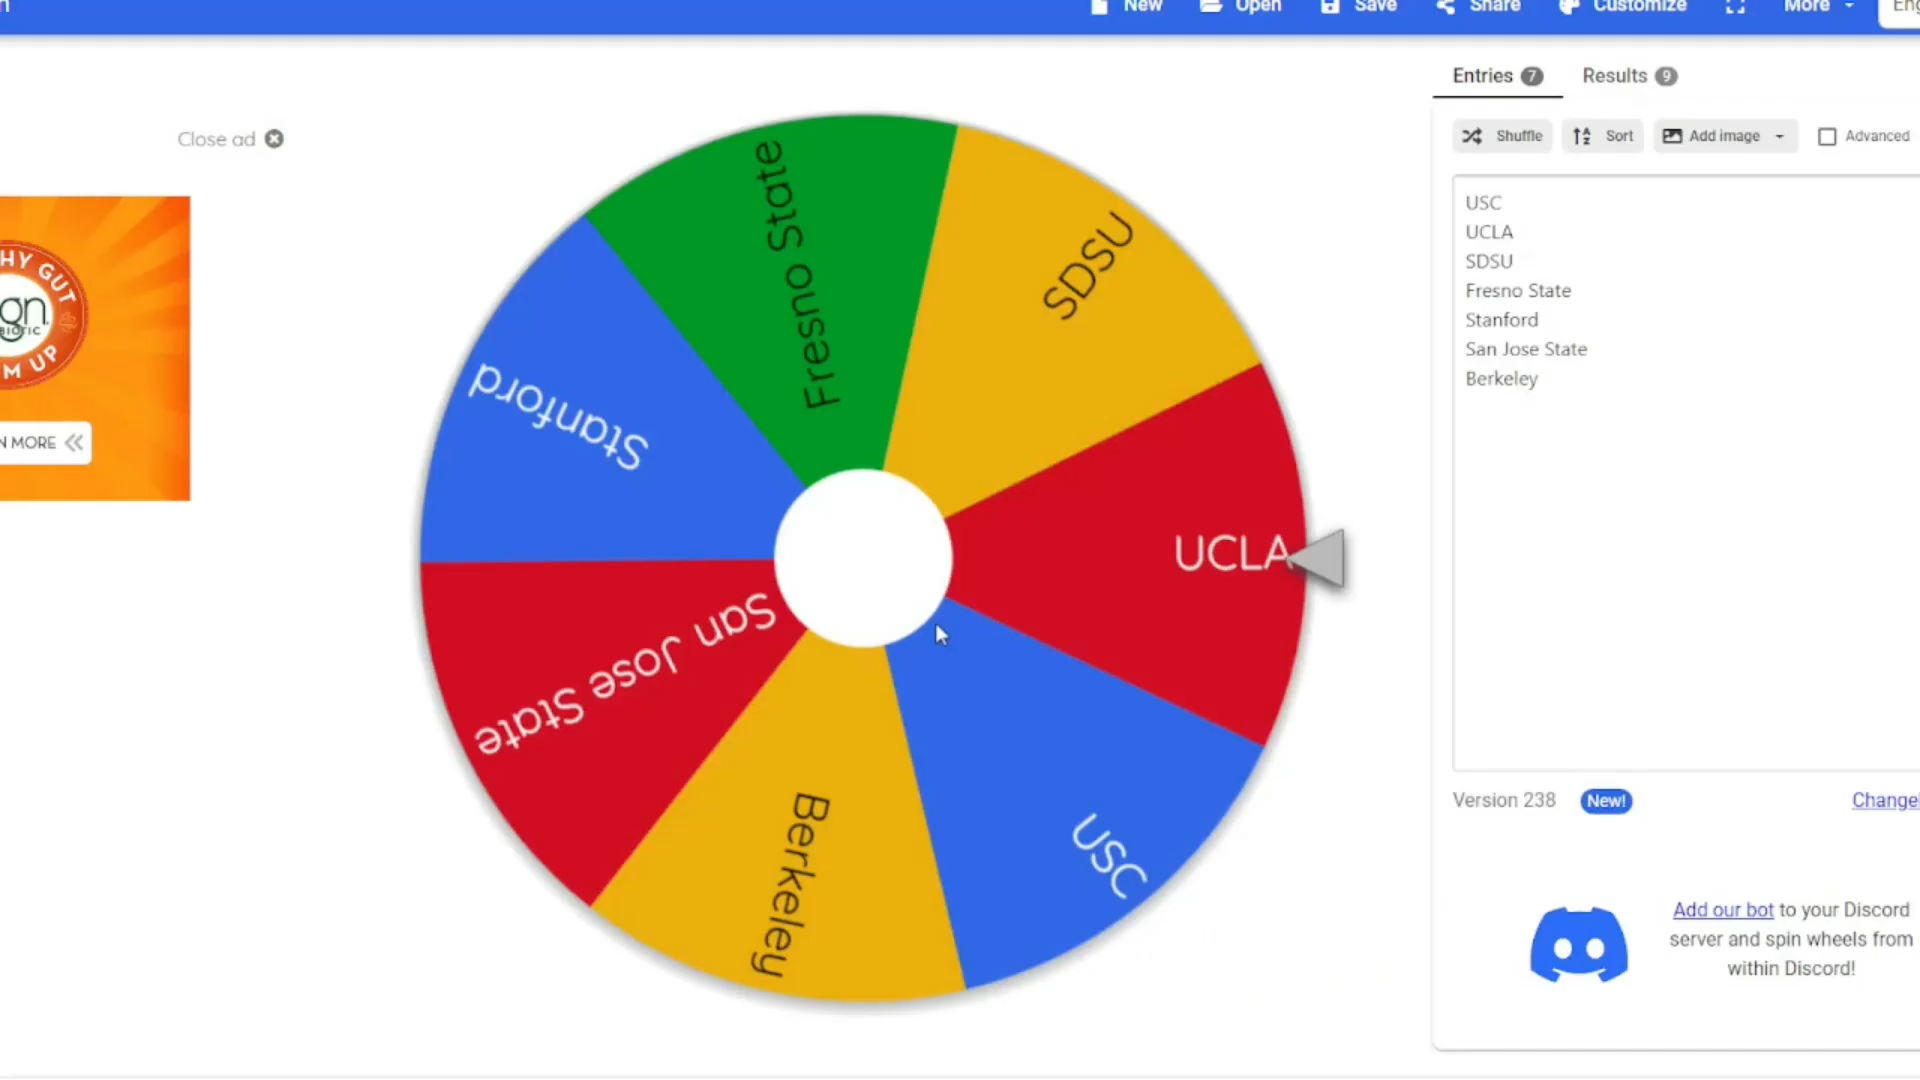 New
Open
Save
Share
Customize
More
Entries 7
Results 9
Close ad
Shuffle
Sort
Add image
Advanced
USC
UCLA
SDSU
Fresno State
Stanford
San Jose State
Berkeley
Fresno State
SDSU
Stanford
UCLA
San Jose State
USC
Berkeley
MORE
UP
GUT
Version 238
New!
Add our bot to your Discord
server and spin wheels from
within Discord!